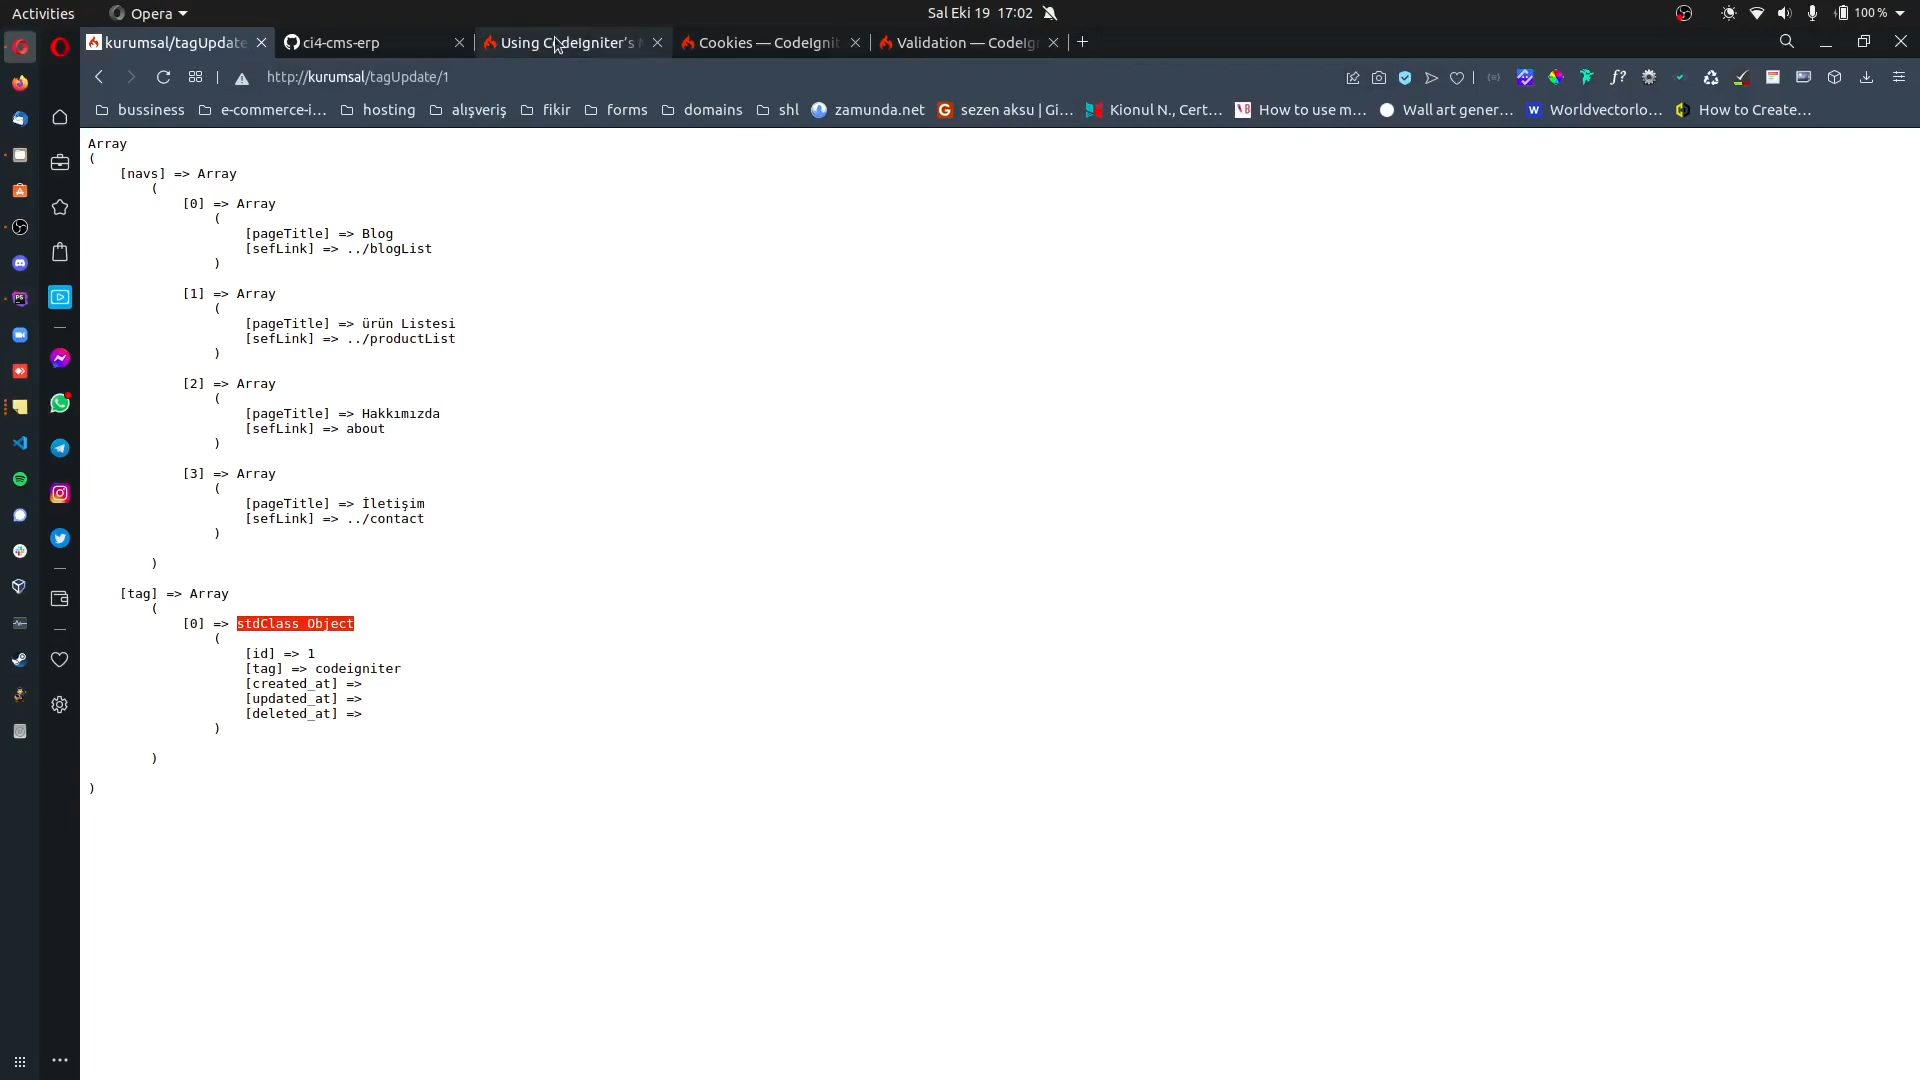 Activities
Opera
Sal Eki 19 17:02
100 %
kurumsal/tagUpdate
ci4-cms-erp
Using CodeIgniter's
Cookies — CodeIgnit
Validation — CodeIg
http://kurumsal/tagUpdate/1
bussiness
e-commerce-i...
hosting
alışveriş
fikir
forms
domains
shl
zamunda.net
sezen aksu | Gi...
Kionul N., Cert...
How to use m...
Wall art gener...
Worldvectorlo...
How to Create...
Array
(
[navs] => Array
(
[0] => Array
(
[pageTitle] => Blog
[sefLink] => ../blogList
)
[1] => Array
(
[pageTitle] => ürün Listesi
[sefLink] => ../productList
)
[2] => Array
(
[pageTitle] => Hakkımızda
[sefLink] => about
)
[3] => Array
(
[pageTitle] => İletişim
[sefLink] => ../contact
)
)
[tag] => Array
(
[0] => stdClass Object
(
[id] => 1
[tag] => codeigniter
[created_at] =>
[updated_at] =>
[deleted_at] =>
)
)
)